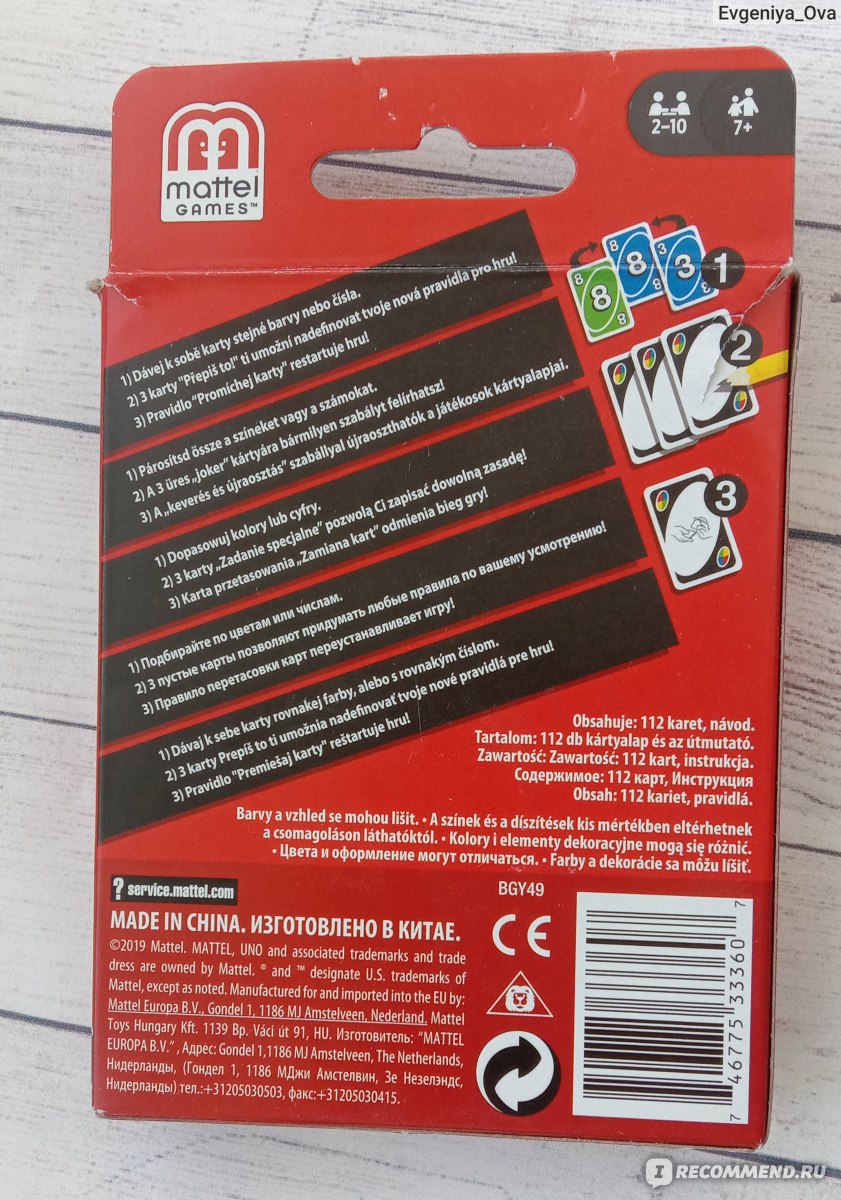 Evgeniya_Ova
mattel
GAMES™
2–10
7+
8
8
8
8
8
8
3
3
3
1
2
3
1) Dávej k sobě karty stejné barvy nebo čísla.
2) 3 karty "Přepiš to!" ti umožní nadefinovat tvoje nová pravidla pro hru!
3) Pravidlo "Promíchej karty" restartuje hru!
1) Párosítsd össze a színeket vagy a számokat.
2) A 3 üres „joker" kártyára bármilyen szabályt felírhatsz!
3) A „keverés és újraosztás" szabállyal újraoszthatók a játékosok kártyalapjai.
1) Dopasowuj kolory lub cyfry.
2) 3 karty „Zadanie specjalne" pozwolą Ci zapisać dowolną zasadę!
3) Karta przetasowania „Zamiana kart" odmienia bieg gry!
1) Подбирайте по цветам или числам.
2) 3 пустые карты позволяют придумать любые правила по вашему усмотрению!
3) Правило перетасовки карт переустанавливает игру!
1) Dávaj k sebe karty rovnakej farby, alebo s rovnakým číslom.
2) 3 karty Prepíš to ti umožnia nadefinovať tvoje nové pravidlá pre hru!
3) Pravidlo "Premiešaj karty" reštartuje hru!
Obsahuje: 112 karet, návod.
Tartalom: 112 db kártyalap és az útmutató.
Zawartość: Zawartość: 112 kart, instrukcja.
Содержимое: 112 карт, Инструкция
Obsah: 112 kariet, pravidlá.
Barvy a vzhled se mohou lišit. • A színek és a díszítések kis mértékben eltérhetnek
a csomagoláson láthatóktól. • Kolory i elementy dekoracyjne mogą się różnić.
• Цвета и оформление могут отличаться. • Farby a dekorácie sa môžu líšiť.
? service.mattel.com
BGY49
MADE IN CHINA. ИЗГОТОВЛЕНО В КИТАЕ.
CE
©2019 Mattel. MATTEL, UNO and associated trademarks and trade
dress are owned by Mattel. ® and ™ designate U.S. trademarks of
Mattel, except as noted. Manufactured for and imported into the EU by:
Mattel Europa B.V., Gondel 1, 1186 MJ Amstelveen, Nederland, Mattel
Toys Hungary Kft. 1139 Bp. Váci út 91, HU. Изготовитель: "MATTEL
EUROPA B.V." , Адрес: Gondel 1,1186 MJ Amstelveen, The Netherlands,
Нидерланды, (Гондел 1, 1186 МДжи Амстелвин, Зе Незелэндс,
Нидерланды) тел.:+31205030503, факс:+31205030415.
7 46775 33360 7
I RECOMMEND.RU